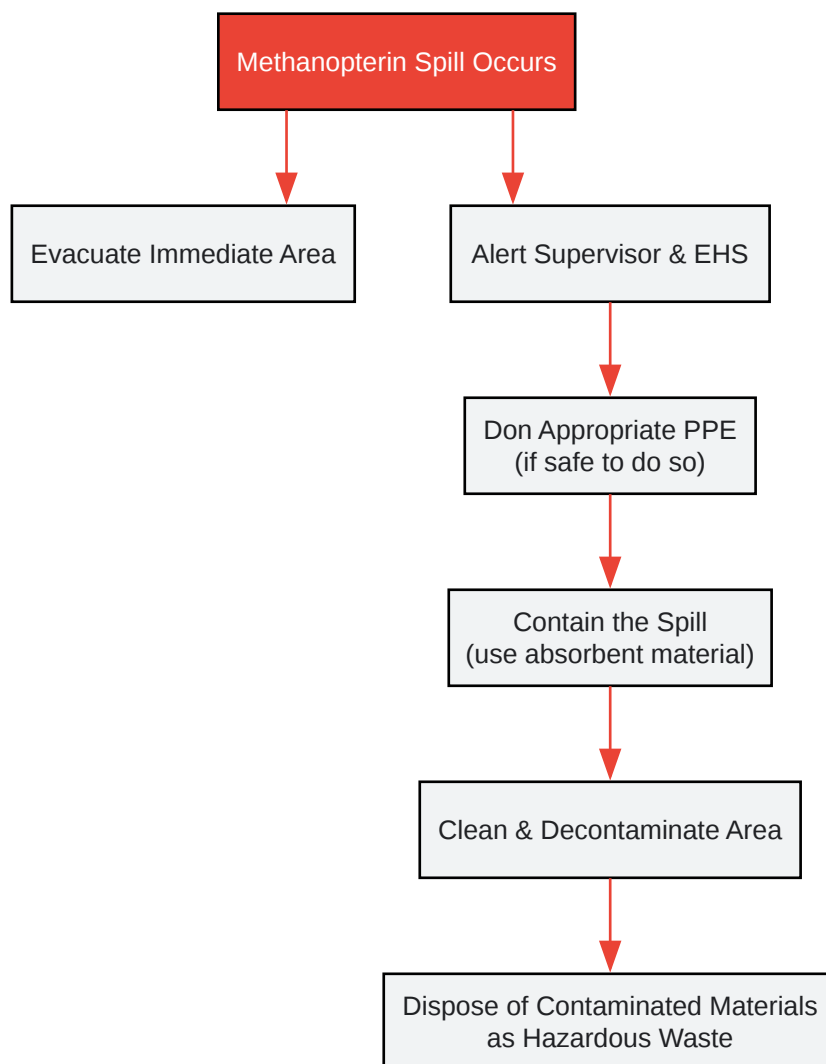 Methanopterin Spill Occurs
Evacuate Immediate Area
Alert Supervisor & EHS
Don Appropriate PPE
(if safe to do so)
Contain the Spill
(use absorbent material)
Clean & Decontaminate Area
Dispose of Contaminated Materials
as Hazardous Waste